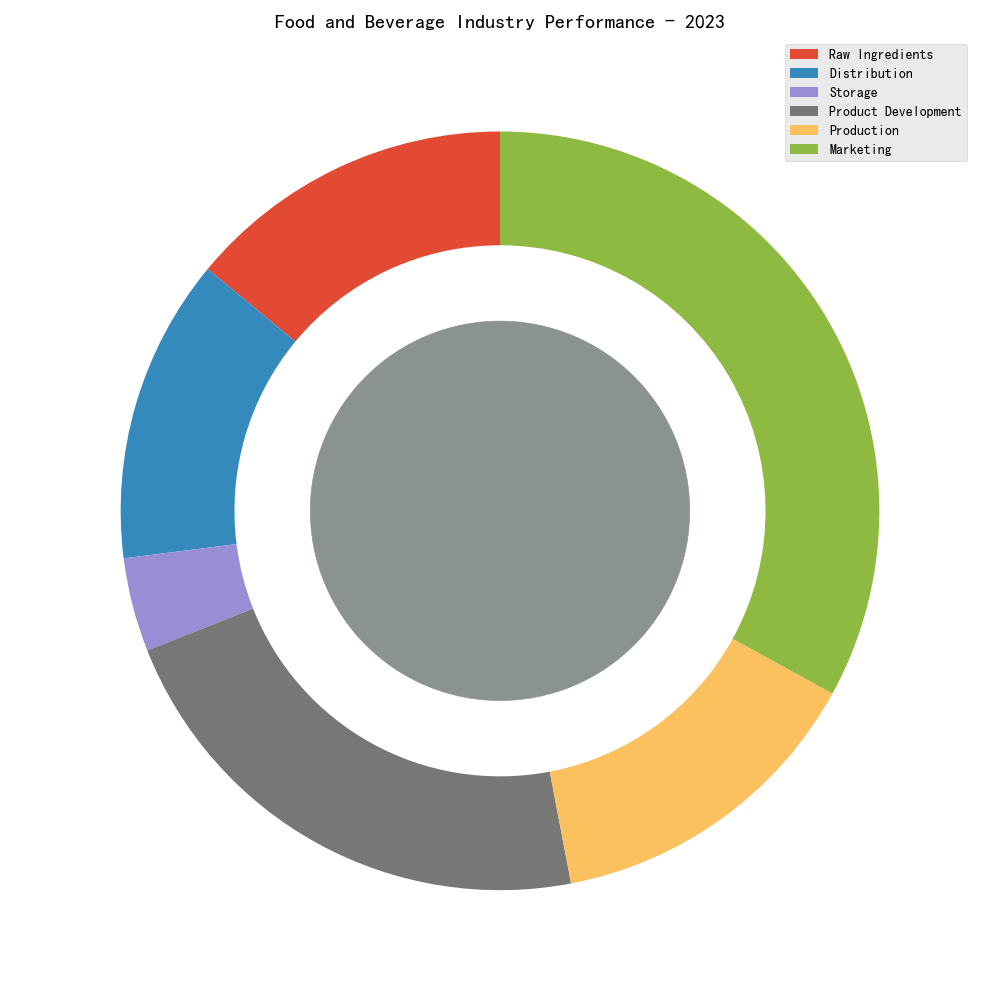 Food and Beverage Industry Performance - 2023
Raw Ingredients
Distribution
Storage
Product Development
Production
Marketing